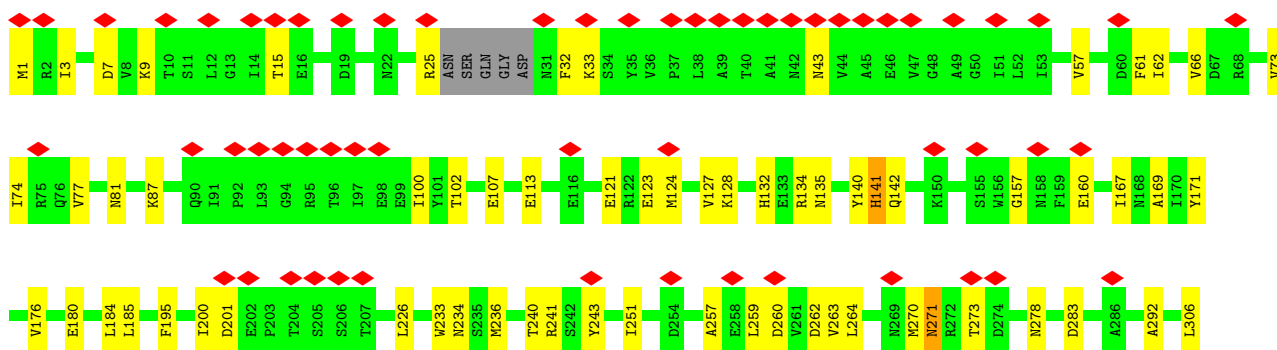 M1 R2 I3 D7 V8 K9 T10 S11 L12 G13 I14 T15 E16 D19 N22 R25 ASN SER GLN GLY ASP N31 F32 K33 S34 Y35 V36 P37 L38 A39 T40 A41 N42 N43 V44 A45 E46 V47 G48 A49 G50 I51 L52 I53 V57 D60 F61 I62 V66 D67 R68 V73
I74 R75 Q76 V77 N81 K87 Q90 I91 P92 L93 G94 R95 T96 I97 E98 E99 I100 Y101 T102 E107 E113 E116 E121 R122 E123 M124 V127 K128 H132 E133 R134 N135 Y140 H141 Q142 K150 S155 W156 G157 N158 F159 E160 I167 N168 A169 I170 Y171
V176 E180 L184 L185 F195 I200 D201 E202 P203 T204 S205 S206 T207 L226 W233 N234 S235 M236 T240 R241 S242 Y243 I251 D254 A257 E258 L259 D260 V261 D262 V263 L264 N269 M270 N271 R272 T273 D274 N278 D283 A286 A292 L306